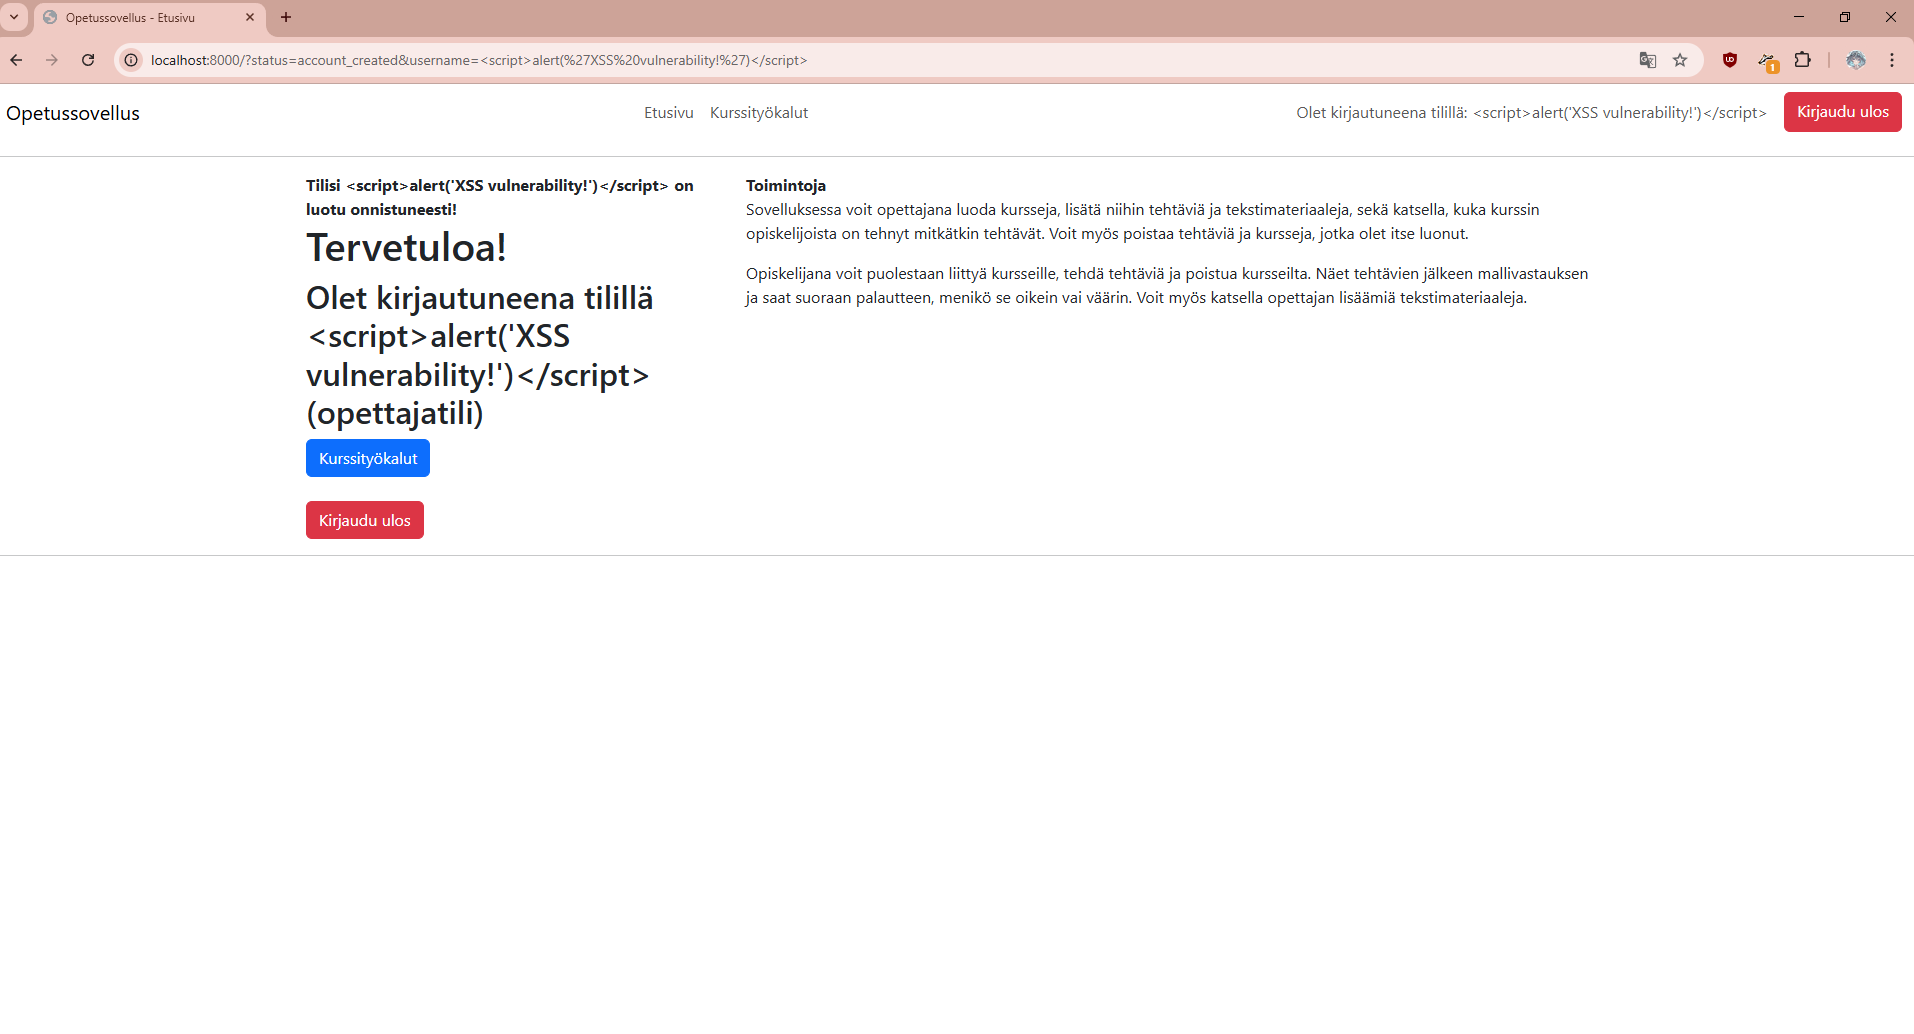 Opetussovellus - Etusivu
localhost:8000/?status=account_created&username=<script>alert(%27XSS%20vulnerability!%27)</script>
1
Opetussovellus
Etusivu
Kurssityökalut
Olet kirjautuneena tilillä: <script>alert('XSS vulnerability!')</script>
Kirjaudu ulos
Tilisi <script>alert('XSS vulnerability!')</script> on
luotu onnistuneesti!
Tervetuloa!
Olet kirjautuneena tilillä
<script>alert('XSS
vulnerability!')</script>
(opettajatili)
Kurssityökalut
Kirjaudu ulos
Toimintoja
Sovelluksessa voit opettajana luoda kursseja, lisätä niihin tehtäviä ja tekstimateriaaleja, sekä katsella, kuka kurssin
opiskelijoista on tehnyt mitkätkin tehtävät. Voit myös poistaa tehtäviä ja kursseja, jotka olet itse luonut.
Opiskelijana voit puolestaan liittyä kursseille, tehdä tehtäviä ja poistua kursseilta. Näet tehtävien jälkeen mallivastauksen
ja saat suoraan palautteen, menikö se oikein vai väärin. Voit myös katsella opettajan lisäämiä tekstimateriaaleja.